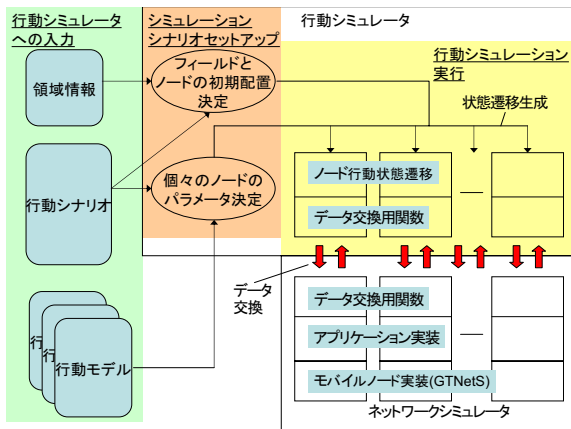 行動シミュレータ
への入力
シミュレーション
シナリオセットアップ
行動シミュレータ
行動シミュレーション
実行
領域情報
フィールドと
ノードの初期配置
決定
状態遷移生成
行動シナリオ
個々のノードの
パラメータ決定
ノード行動状態遷移
データ交換用関数
データ
交換
行
行
行動モデル
データ交換用関数
アプリケーション実装
モバイルノード実装(GTNetS)
ネットワークシミュレータ